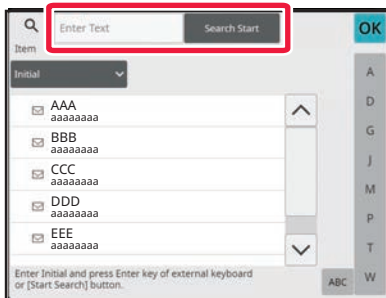 Enter Text Search Start OK
Item
Initial
AAA
aaaaaaaa
BBB
aaaaaaaa
CCC
aaaaaaaa
DDD
aaaaaaaa
EEE
aaaaaaaa
Enter Initial and press Enter key of external keyboard
or [Start Search] button.
ABC
A
D
G
J
M
P
T
W